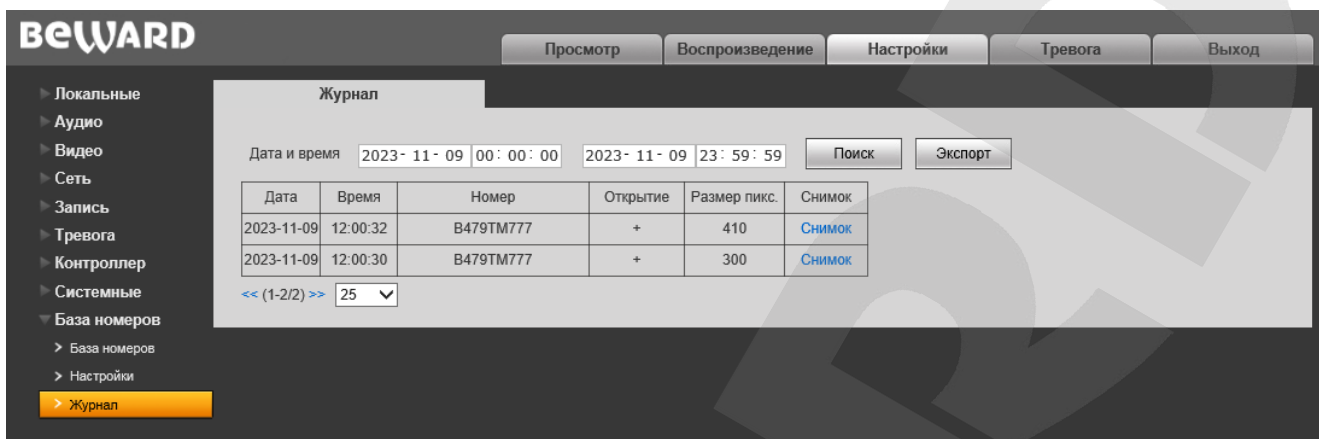 BEWARD
Просмотр Воспроизведение Настройки Тревога Выход
Локальные
Аудио
Видео
Сеть
Запись
Тревога
Контроллер
Системные
База номеров
> База номеров
> Настройки
> Журнал
Журнал
Дата и время 2023- 11- 09 00: 00: 00 2023- 11- 09 23: 59: 59 Поиск Экспорт
Дата Время Номер Открытие Размер пикс. Снимок
2023-11-09 12:00:32 B479TM777 + 410 Снимок
2023-11-09 12:00:30 B479TM777 + 300 Снимок
<< (1-2/2) >> 25